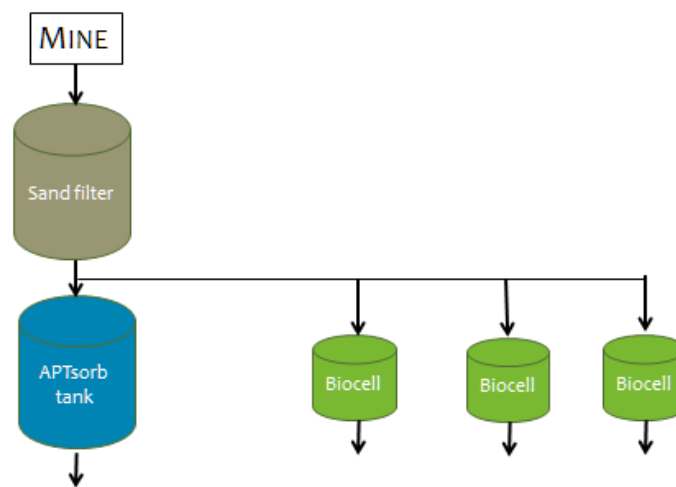 MINE
Sand filter
APTsorb
tank
Biocell
Biocell
Biocell